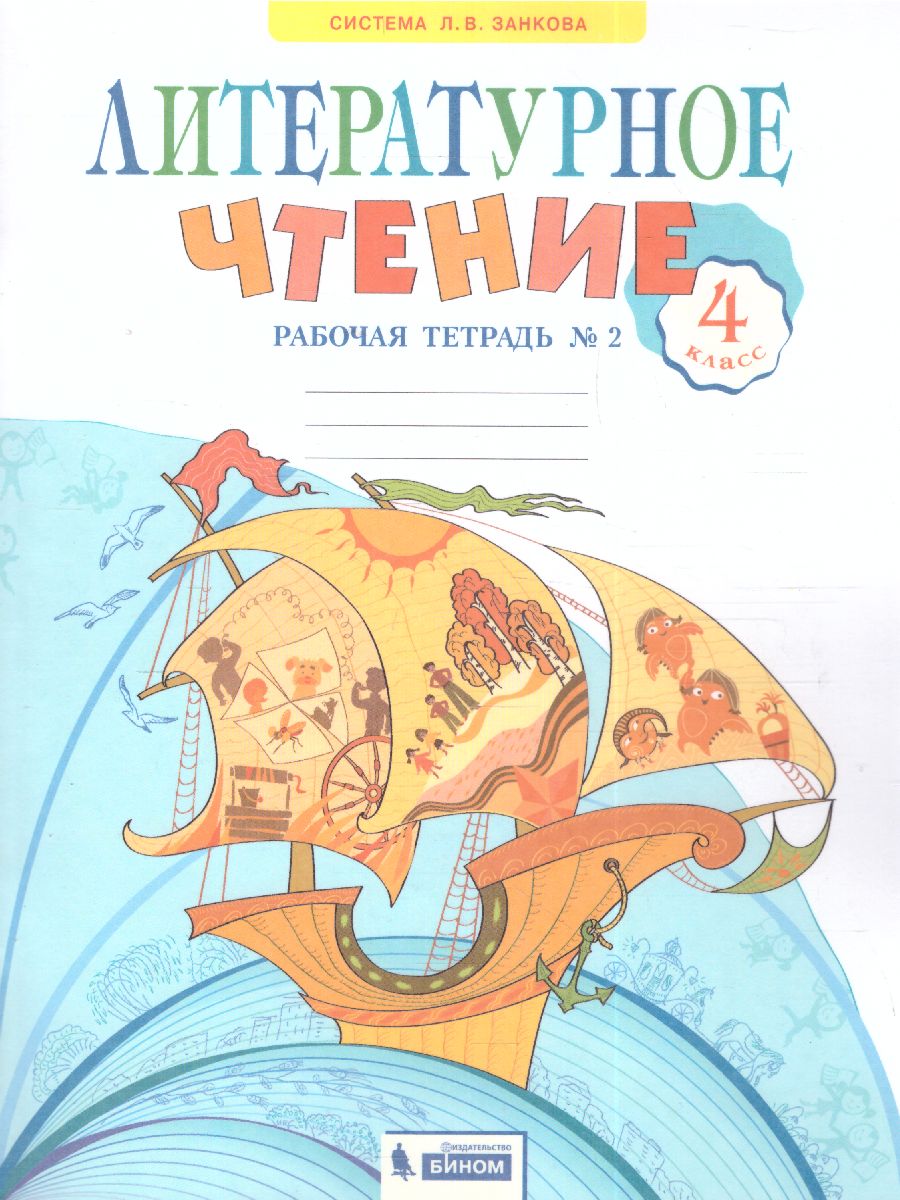 СИСТЕМА Л. В. ЗАНКОВА
ЛИТЕРАТУРНОЕ
ЧТЕНИЕ
4
класс
РАБОЧАЯ ТЕТРАДЬ № 2
ИЗДАТЕЛЬСТВО
БИНОМ